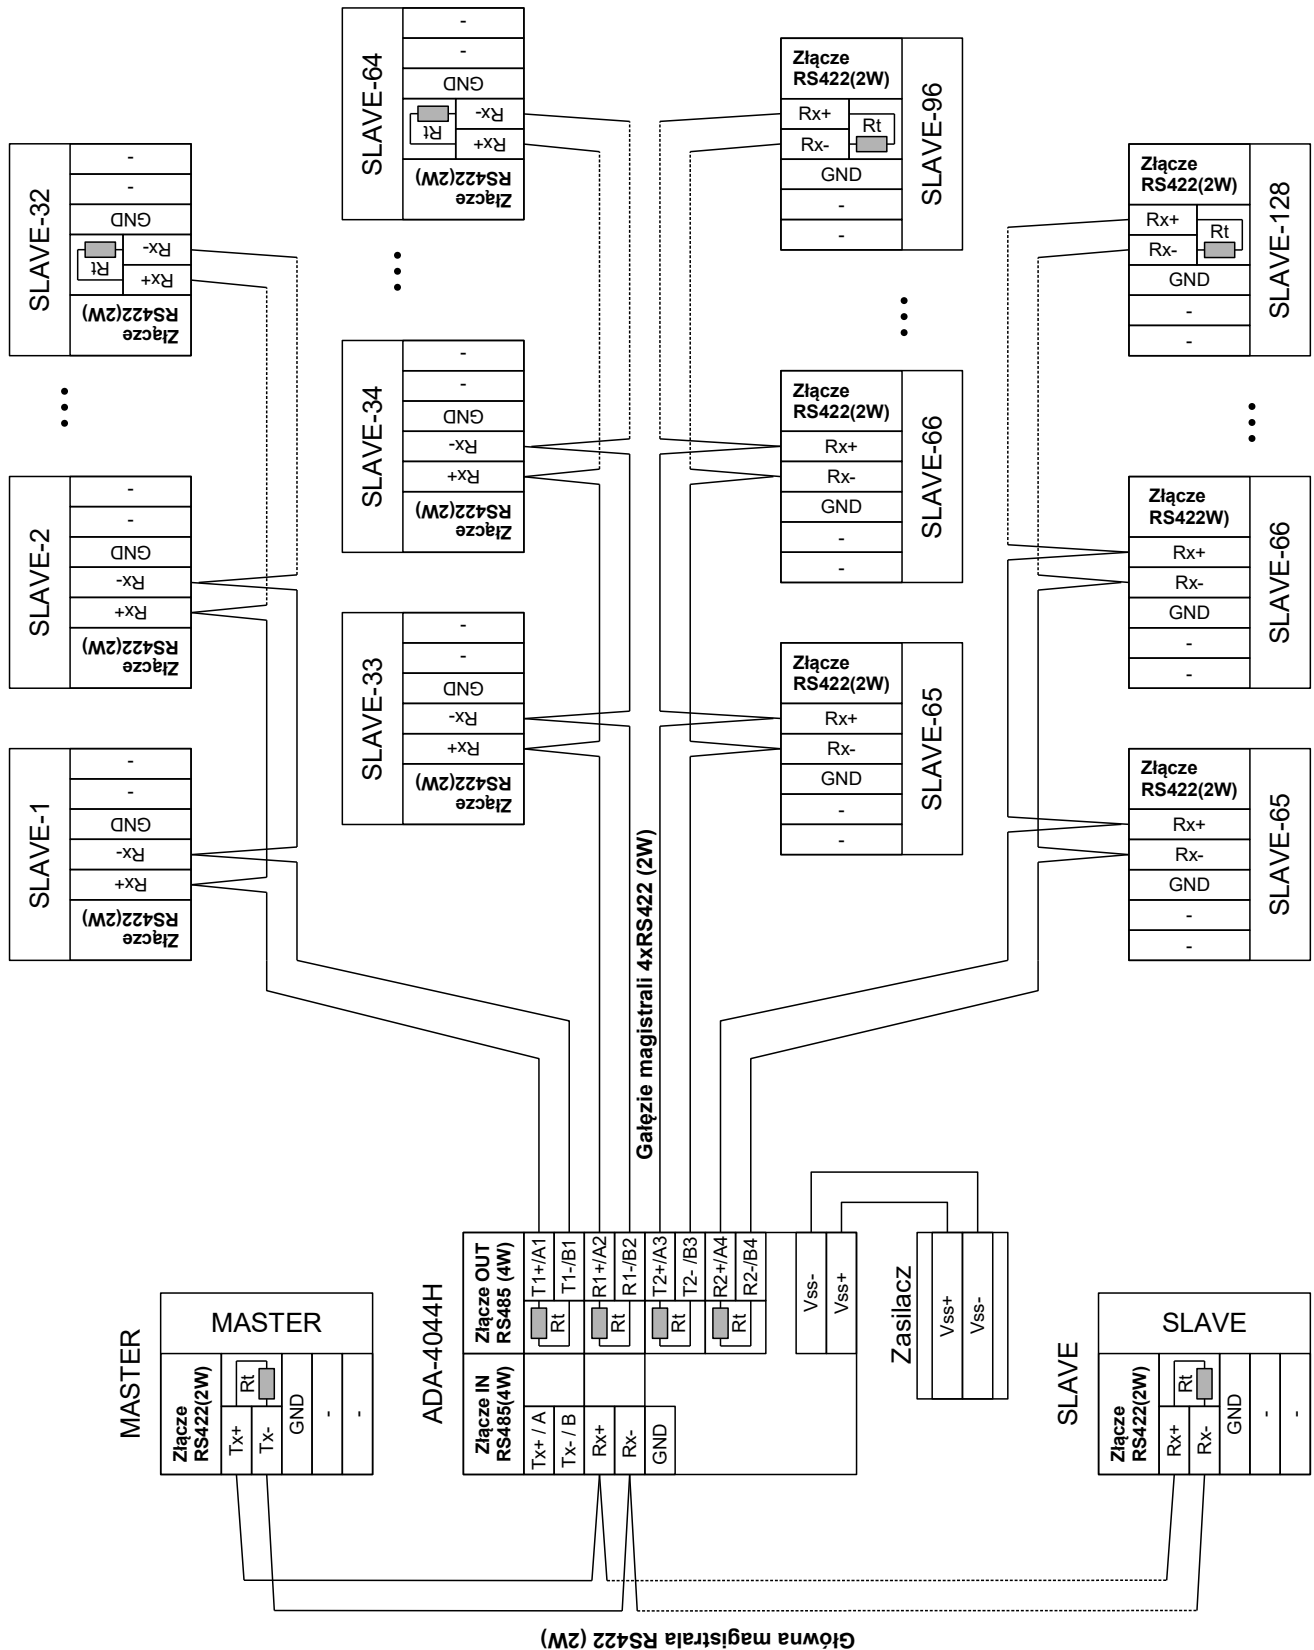 SLAVE-1
Złącze
RS422(2W)
Rx+
Rx-
GND
-
-
SLAVE-2
Złącze
RS422(2W)
Rx+
Rx-
GND
-
-
...
SLAVE-32
Złącze
RS422(2W)
Rx+
Rx-
Rt
GND
-
-
SLAVE-33
Złącze
RS422(2W)
Rx+
Rx-
GND
-
-
SLAVE-34
Złącze
RS422(2W)
Rx+
Rx-
GND
-
-
...
SLAVE-64
Złącze
RS422(2W)
Rx+
Rx-
Rt
GND
-
-
Gałęzie magistrali 4xRS422 (2W)
SLAVE-65
Złącze
RS422(2W)
Rx+
Rx-
GND
-
-
SLAVE-66
Złącze
RS422(2W)
Rx+
Rx-
GND
-
-
...
SLAVE-96
Złącze
RS422(2W)
Rx+
Rx-
Rt
GND
-
-
SLAVE-65
Złącze
RS422(2W)
Rx+
Rx-
GND
-
-
SLAVE-66
Złącze
RS422W)
Rx+
Rx-
GND
-
-
...
SLAVE-128
Złącze
RS422(2W)
Rx+
Rx-
Rt
GND
-
-
MASTER
MASTER
Złącze
RS422(2W)
Tx+
Tx-
Rt
GND
-
-
ADA-4044H
Złącze IN
RS485(4W)
Tx+ / A
Tx- / B
Rx+
Rx-
GND
Złącze OUT
RS485 (4W)
T1+/A1
T1-/B1
Rt
R1+/A2
R1-/B2
Rt
T2+/A3
T2- /B3
Rt
R2+/A4
R2-/B4
Rt
Vss-
Vss+
Zasilacz
Vss+
Vss-
SLAVE
SLAVE
Złącze
RS422(2W)
Rx+
Rx-
Rt
GND
-
-
Główna magistrala RS422 (2W)